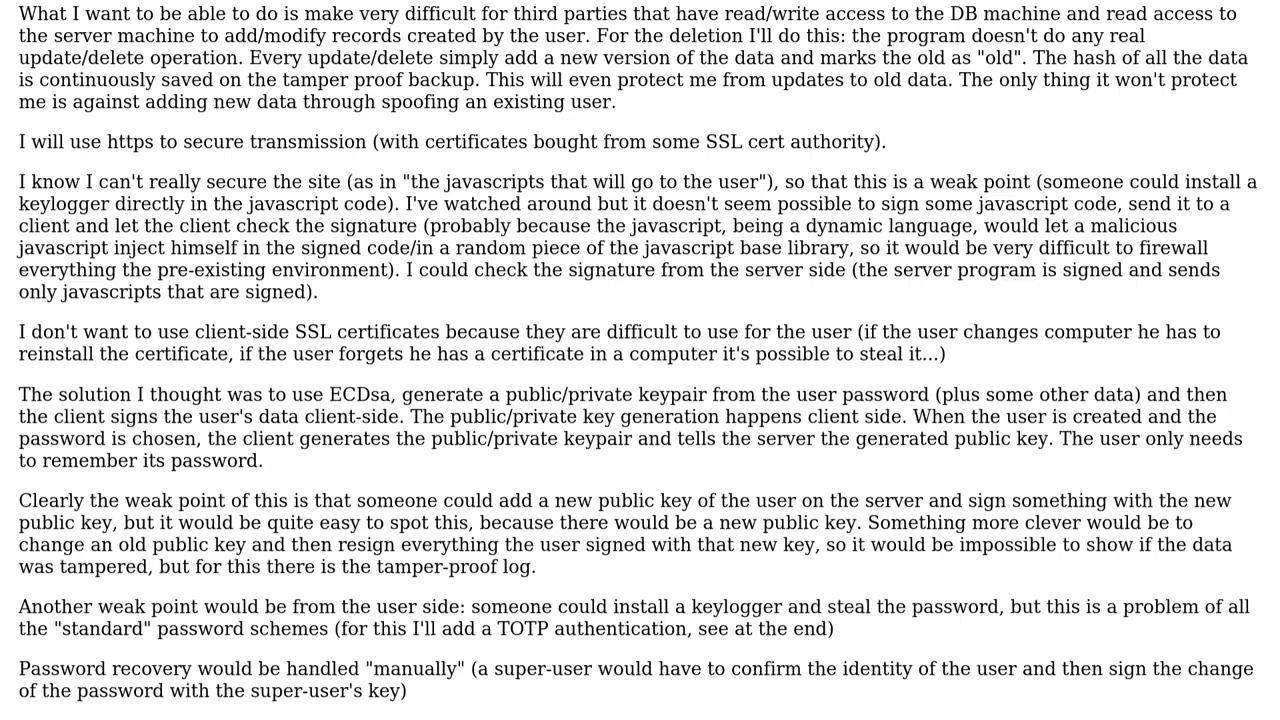 What I want to be able to do is make very difficult for third parties that have read/write access to the DB machine and read access to
the server machine to add/modify records created by the user. For the deletion I'll do this: the program doesn't do any real
update/delete operation. Every update/delete simply add a new version of the data and marks the old as "old". The hash of all the data
is continuously saved on the tamper proof backup. This will even protect me from updates to old data. The only thing it won't protect
me is against adding new data through spoofing an existing user.
I will use https to secure transmission (with certificates bought from some SSL cert authority).
I know I can't really secure the site (as in "the javascripts that will go to the user"), so that this is a weak point (someone could install a
keylogger directly in the javascript code). I've watched around but it doesn't seem possible to sign some javascript code, send it to a
client and let the client check the signature (probably because the javascript, being a dynamic language, would let a malicious
javascript inject himself in the signed code/in a random piece of the javascript base library, so it would be very difficult to firewall
everything the pre-existing environment). I could check the signature from the server side (the server program is signed and sends
only javascripts that are signed).
I don't want to use client-side SSL certificates because they are difficult to use for the user (if the user changes computer he has to
reinstall the certificate, if the user forgets he has a certificate in a computer it's possible to steal it...)
The solution I thought was to use ECDsa, generate a public/private keypair from the user password (plus some other data) and then
the client signs the user's data client-side. The public/private key generation happens client side. When the user is created and the
password is chosen, the client generates the public/private keypair and tells the server the generated public key. The user only needs
to remember its password.
Clearly the weak point of this is that someone could add a new public key of the user on the server and sign something with the new
public key, but it would be quite easy to spot this, because there would be a new public key. Something more clever would be to
change an old public key and then resign everything the user signed with that new key, so it would be impossible to show if the data
was tampered, but for this there is the tamper-proof log.
Another weak point would be from the user side: someone could install a keylogger and steal the password, but this is a problem of all
the "standard" password schemes (for this I'll add a TOTP authentication, see at the end)
Password recovery would be handled "manually" (a super-user would have to confirm the identity of the user and then sign the change
of the password with the super-user's key)